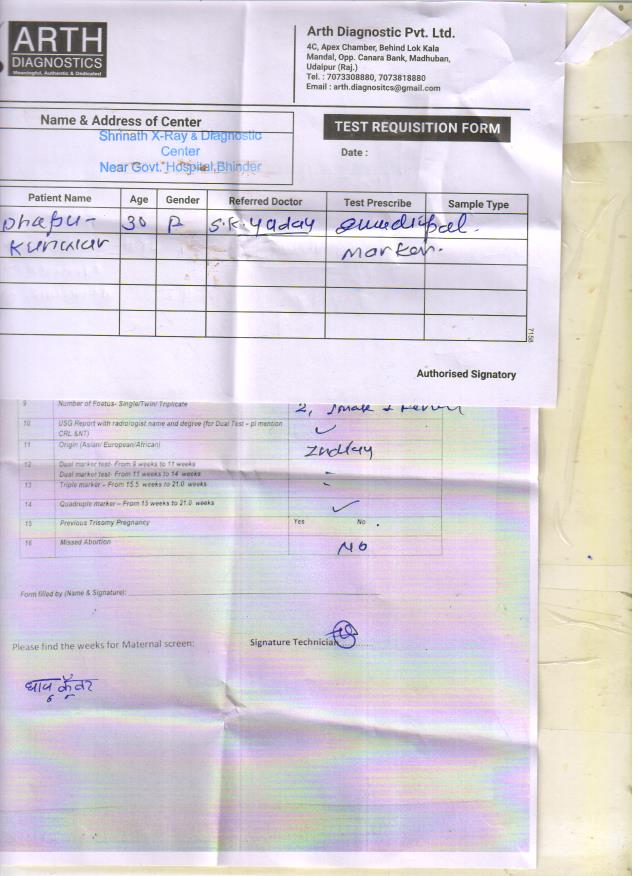 ARTH
DIAGNOSTICS
Meaningful, Authentic & Dedicated
Arth Diagnostic Pvt. Ltd.
4C, Apex Chamber, Behind Lok Kala
Mandal, Opp. Canara Bank, Madhuban,
Udaipur (Raj.)
Tel. : 7073308880, 7073818880
Email : arth.diagnositcs@gmail.com
Name & Address of Center
Shrinath X-Ray & Diagnostic
Center
Near Govt. Hospital,Bhinder
TEST REQUISITION FORM
Date :
Patient Name Age Gender Referred Doctor Test Prescribe Sample Type
Dhapu- 30 F S.K. Yadav
Kunwar Marker.
7158
Authorised Signatory
9 Number of Foetus- Single/Twin/ Triplicate 2,
10 USG Report with radiologist name and degree (for Dual Test – pl mention
CRL &NT) ✓
11 Origin (Asian/ European/African)
12 Dual marker test- From 9 weeks to 11 weeks
Dual marker test- From 11 weeks to 14 weeks -
13 Triple marker – From 15.5 weeks to 21.0 weeks -
14 Quadruple marker – From 15 weeks to 21.0 weeks ✓
15 Previous Trisomy Pregnancy Yes No .
16 Missed Abortion NO
Form filled by (Name & Signature):
Please find the weeks for Maternal screen: Signature Technician
धापु कुँवर